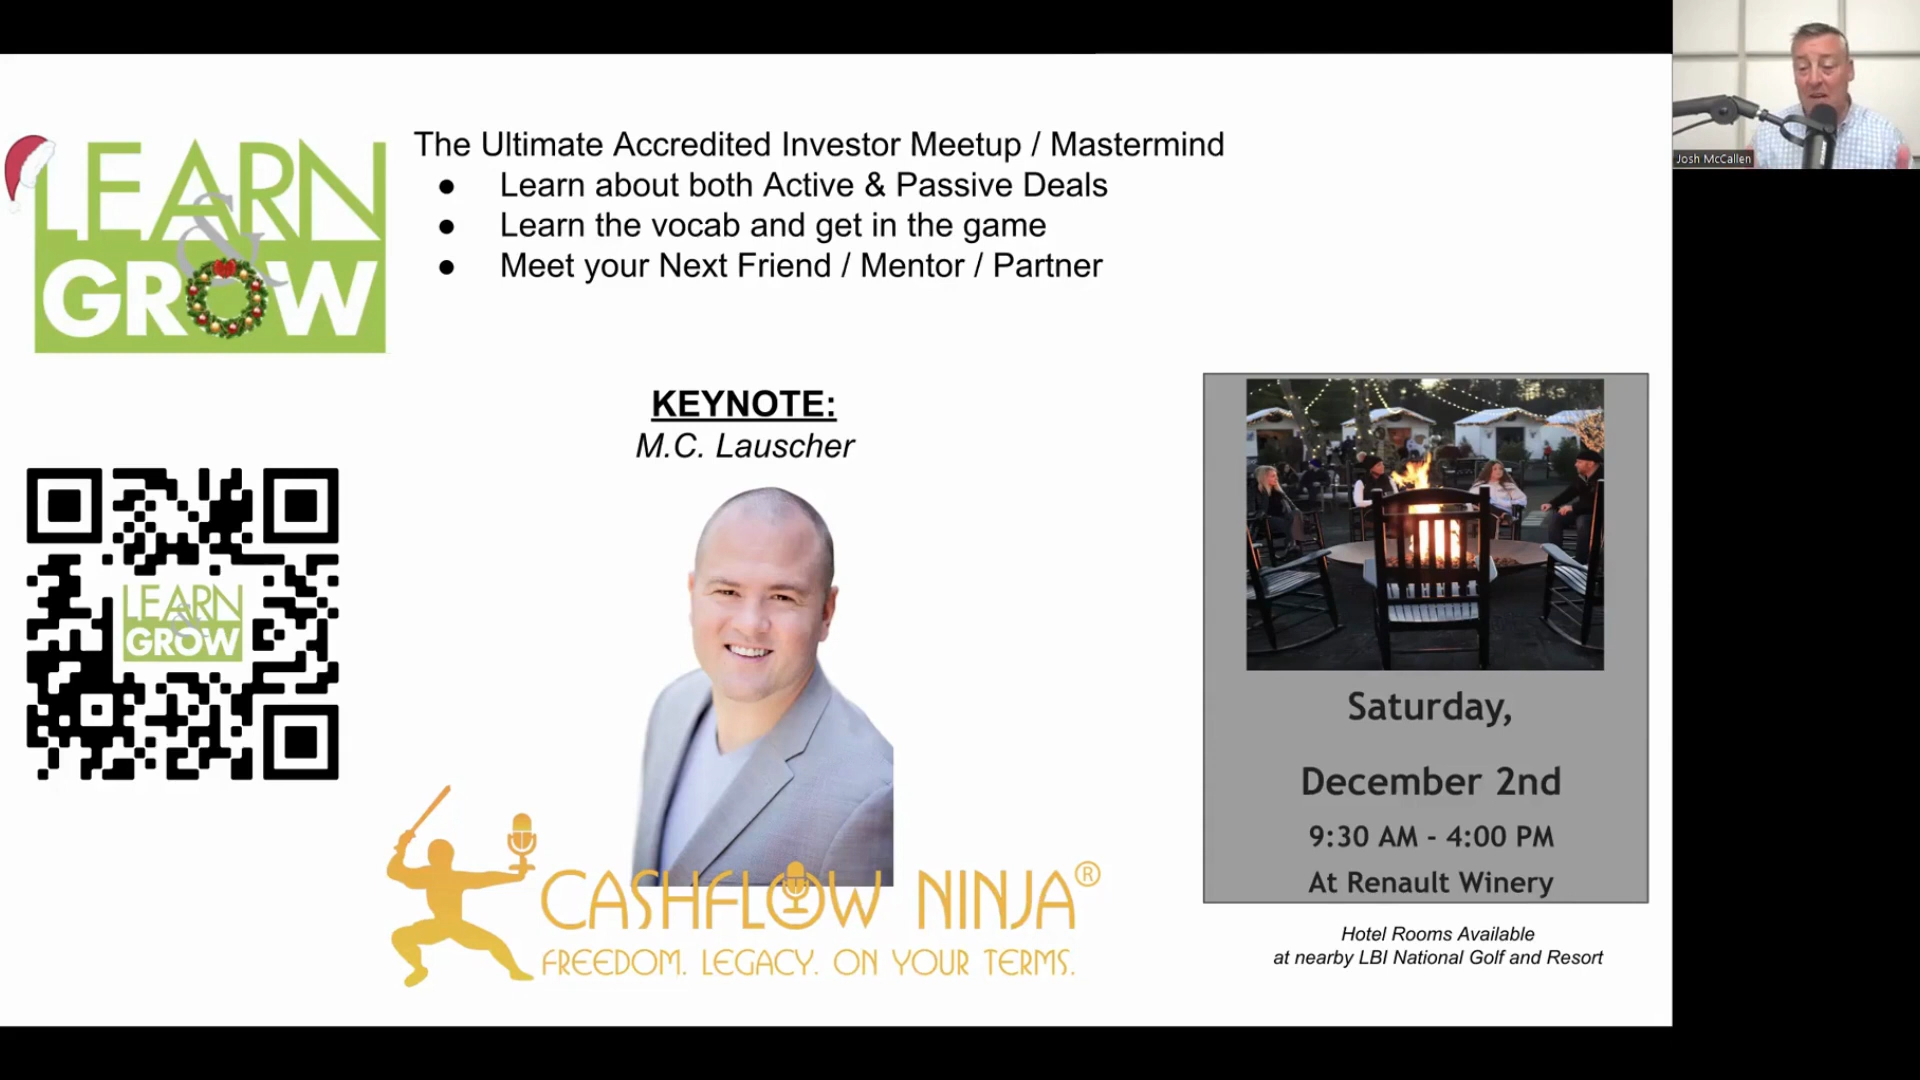 LEARN
&
GROW
The Ultimate Accredited Investor Meetup / Mastermind
● Learn about both Active & Passive Deals
● Learn the vocab and get in the game
● Meet your Next Friend / Mentor / Partner
Josh McCallen
KEYNOTE:
M.C. Lauscher
LEARN
&
GROW
CASHFLOW NINJA®
FREEDOM. LEGACY. ON YOUR TERMS.
Saturday,
December 2nd
9:30 AM - 4:00 PM
At Renault Winery
Hotel Rooms Available
at nearby LBI National Golf and Resort